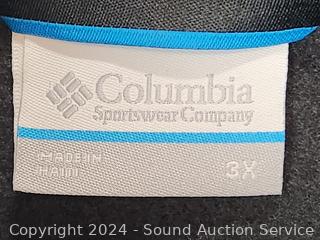 Columbia
Sportswear Company
MADE IN
HAITI
3X
Copyright 2024 - Sound Auction Service